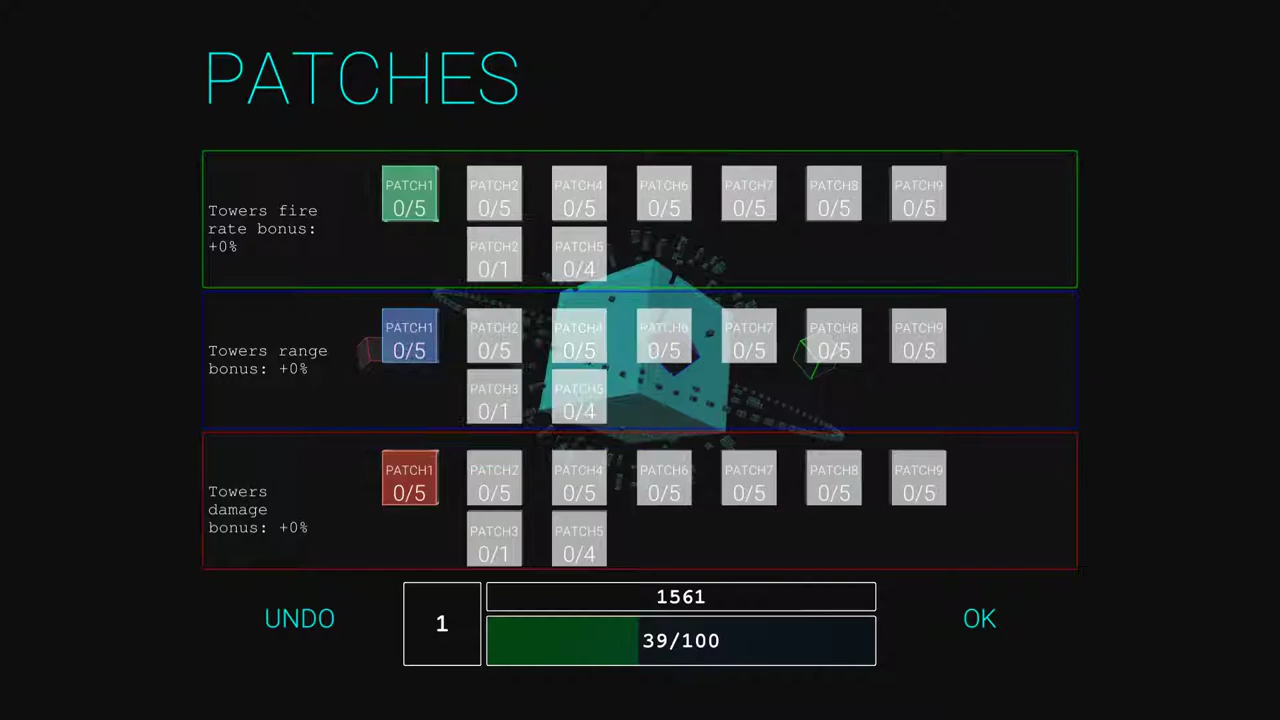 PATCHES
Towers fire
rate bonus:
+0%
PATCH1 PATCH2 PATCH4 PATCH6 PATCH7 PATCH8 PATCH9
0/5 0/5 0/5 0/5 0/5 0/5 0/5
PATCH2 PATCH5
0/1 0/4
Towers range
bonus: +0%
PATCH1 PATCH2 PATCH4 PATCH6 PATCH7 PATCH8 PATCH9
0/5 0/5 0/5 0/5 0/5 0/5 0/5
PATCH3 PATCH5
0/1 0/4
Towers
damage
bonus: +0%
PATCH1 PATCH2 PATCH4 PATCH6 PATCH7 PATCH8 PATCH9
0/5 0/5 0/5 0/5 0/5 0/5 0/5
PATCH3 PATCH5
0/1 0/4
UNDO
1
1561
39/100
OK